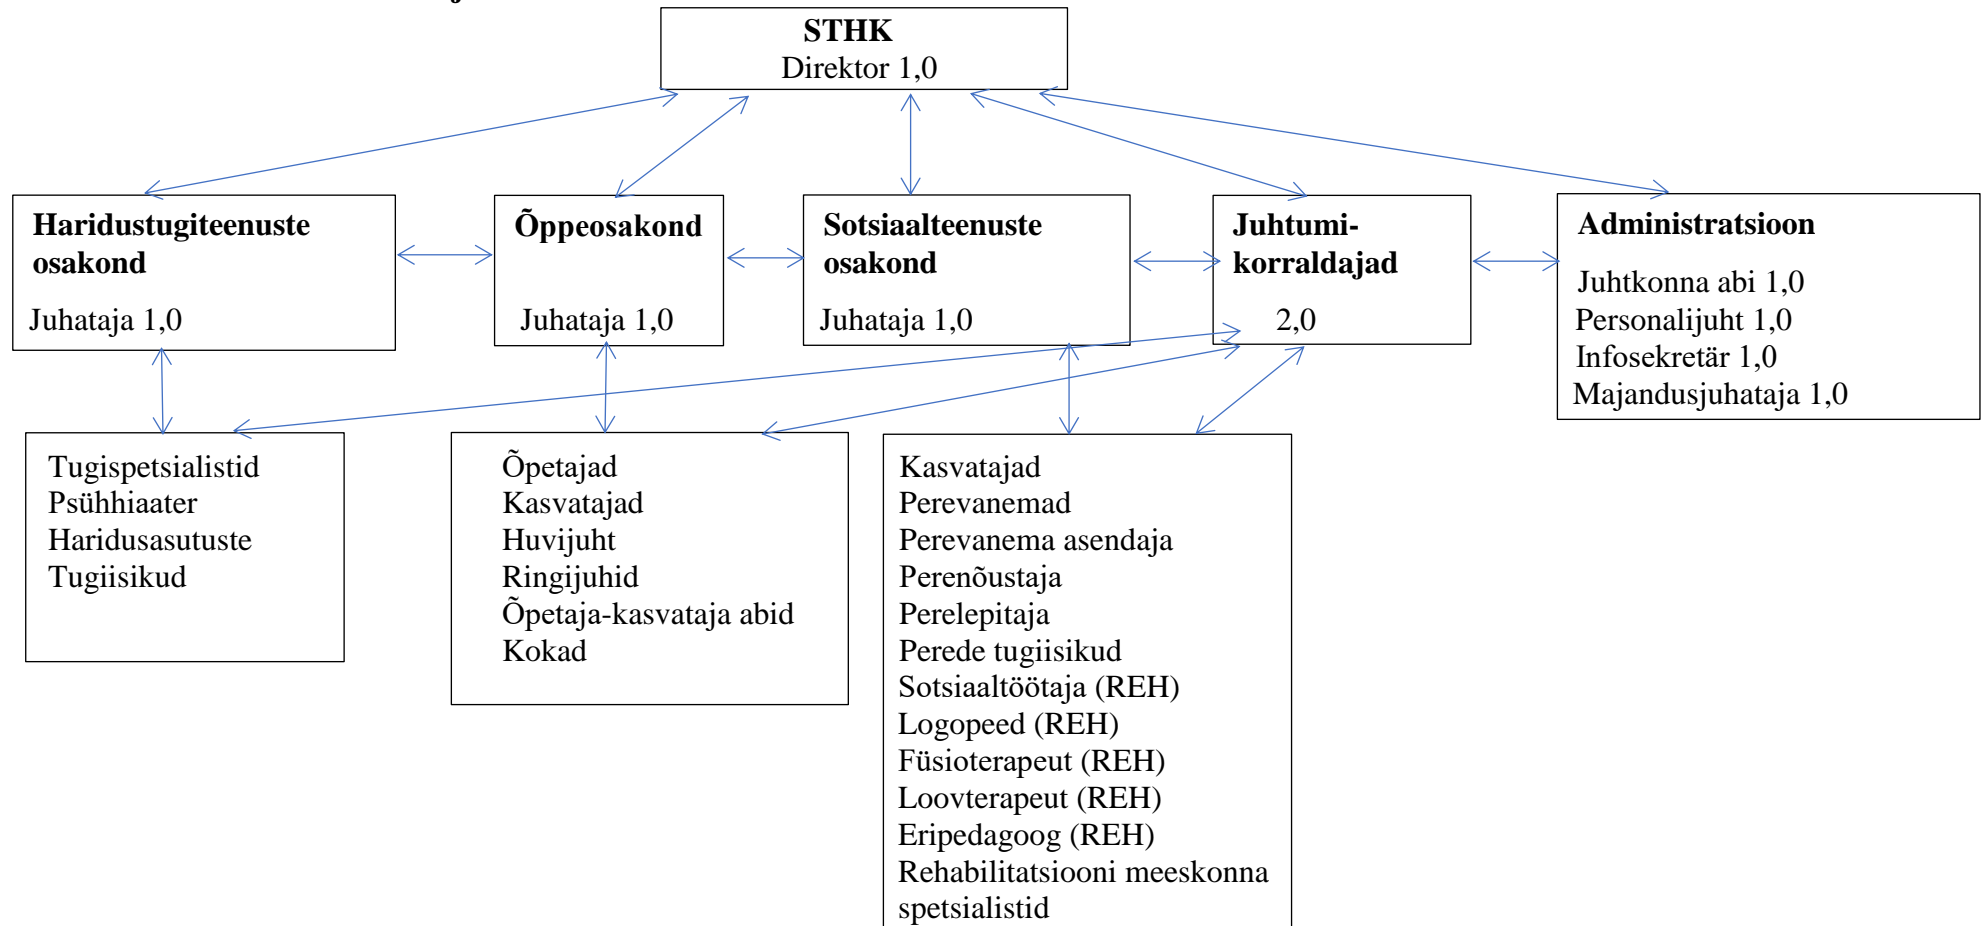 STHK
Direktor 1,0
Haridustugiteenuste
osakond
Juhataja 1,0
Õppeosakond
Juhataja 1,0
Sotsiaalteenuste
osakond
Juhataja 1,0
Juhtumi-
korraldajad
2,0
Administratsioon
Juhtkonna abi 1,0
Personalijuht 1,0
Infosekretär 1,0
Majandusjuhataja 1,0
Tugispetsialistid
Psühhiaater
Haridusasutuste
Tugiisikud
Õpetajad
Kasvatajad
Huvijuht
Ringijuhid
Õpetaja-kasvataja abid
Kokad
Kasvatajad
Perevanemad
Perevanema asendaja
Perenõustaja
Perelepitaja
Perede tugiisikud
Sotsiaaltöötaja (REH)
Logopeed (REH)
Füsioterapeut (REH)
Loovterapeut (REH)
Eripedagoog (REH)
Rehabilitatsiooni meeskonna
spetsialistid